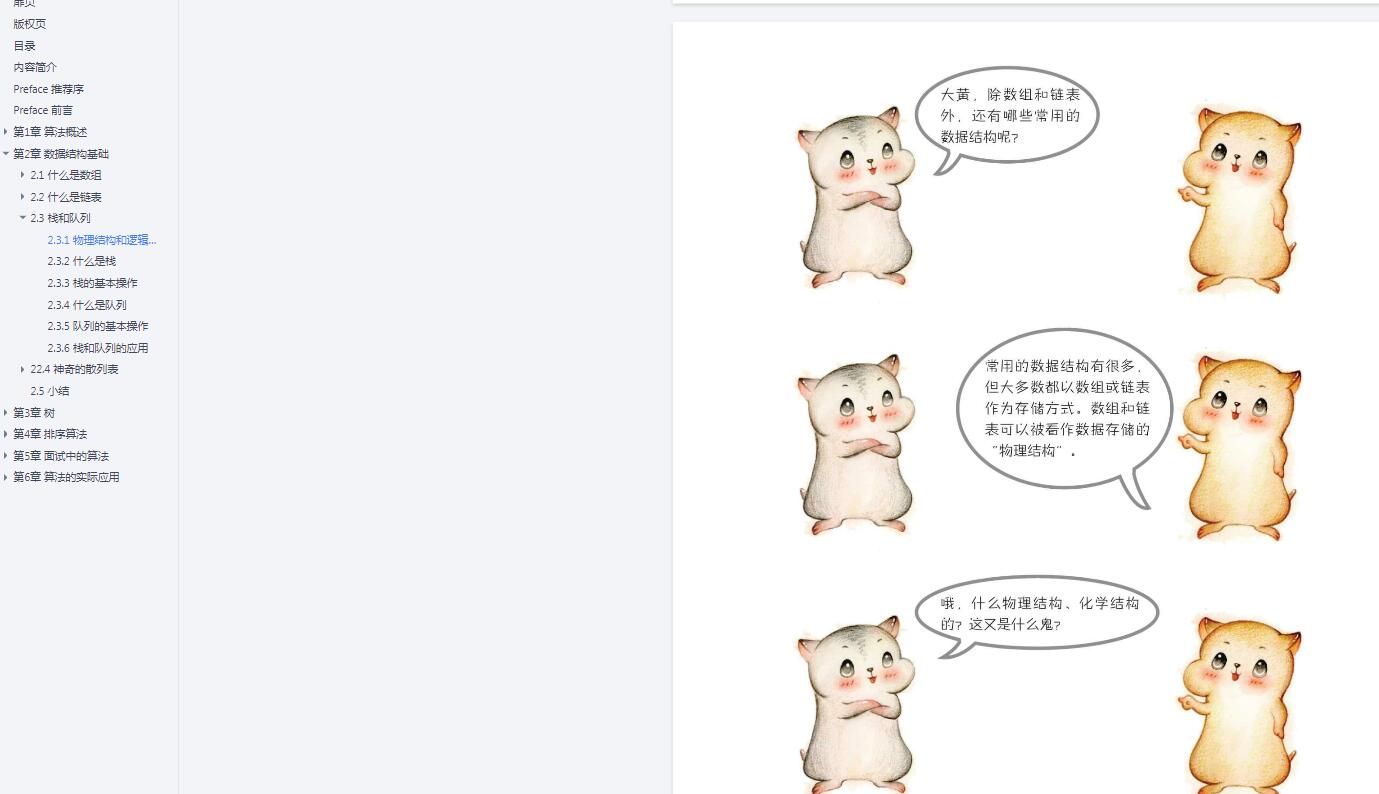 扉页
版权页
目录
内容简介
Preface 推荐序
Preface 前言
第1章 算法概述
第2章 数据结构基础
2.1 什么是数组
2.2 什么是链表
2.3 栈和队列
2.3.1 物理结构和逻辑...
2.3.2 什么是栈
2.3.3 栈的基本操作
2.3.4 什么是队列
2.3.5 队列的基本操作
2.3.6 栈和队列的应用
22.4 神奇的散列表
2.5 小结
第3章 树
第4章 排序算法
第5章 面试中的算法
第6章 算法的实际应用
大黄，除数组和链表
外，还有哪些常用的
数据结构呢？
常用的数据结构有很多，
但大多数都以数组或链表
作为存储方式。数组和链
表可以被看作数据存储的
“物理结构”。
哦，什么物理结构、化学结构
的？这又是什么鬼？